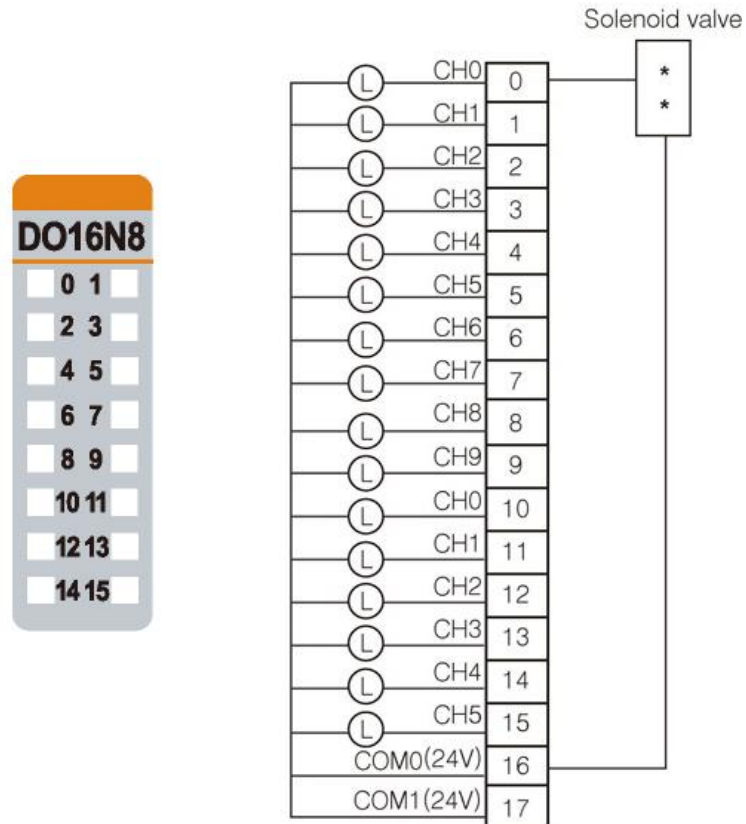 Solenoid valve
*
*
DO16N8
0 1
2 3
4 5
6 7
8 9
10 11
12 13
14 15
L CH0 0
L CH1 1
L CH2 2
L CH3 3
L CH4 4
L CH5 5
L CH6 6
L CH7 7
L CH8 8
L CH9 9
L CH0 10
L CH1 11
L CH2 12
L CH3 13
L CH4 14
L CH5 15
COM0(24V) 16
COM1(24V) 17